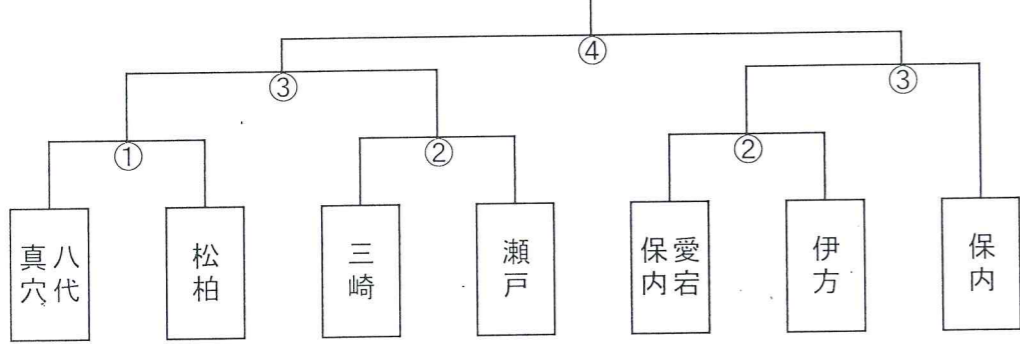 ④
③
③
①
②
②
八代
真穴
松柏
三崎
瀬戸
愛宕
保内
伊方
保内